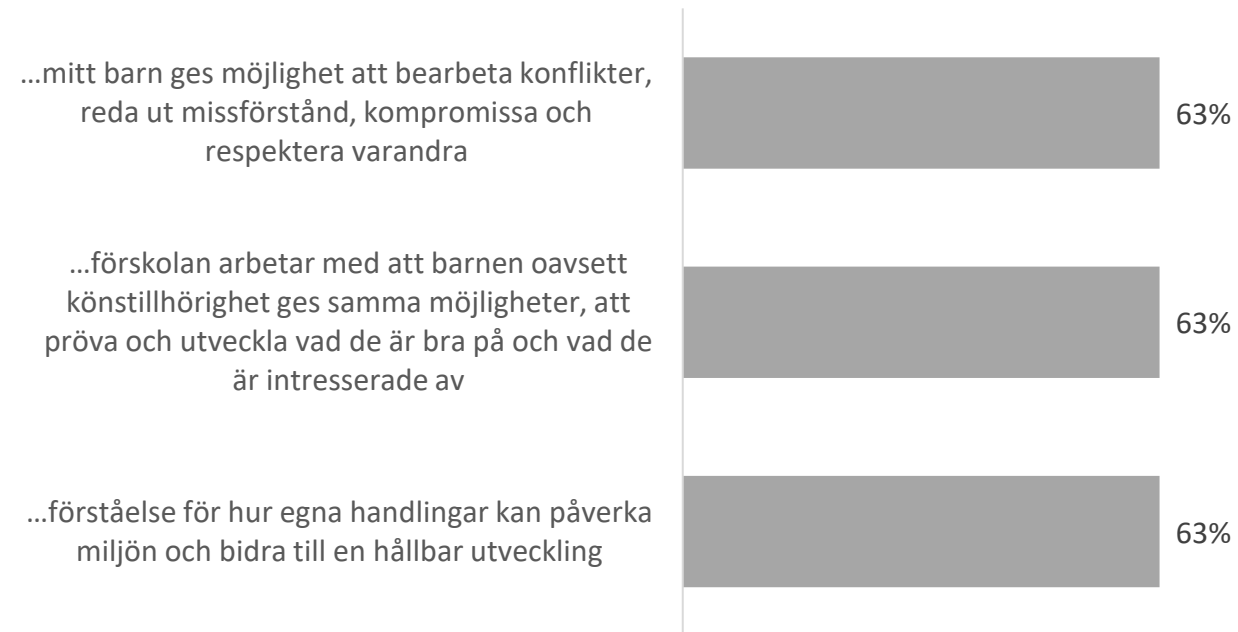 ...mitt barn ges möjlighet att bearbeta konflikter,
reda ut missförstånd, kompromissa och
respektera varandra
63%
...förskolan arbetar med att barnen oavsett
könstillhörighet ges samma möjligheter, att
pröva och utveckla vad de är bra på och vad de
är intresserade av
63%
...förståelse för hur egna handlingar kan påverka
miljön och bidra till en hållbar utveckling
63%